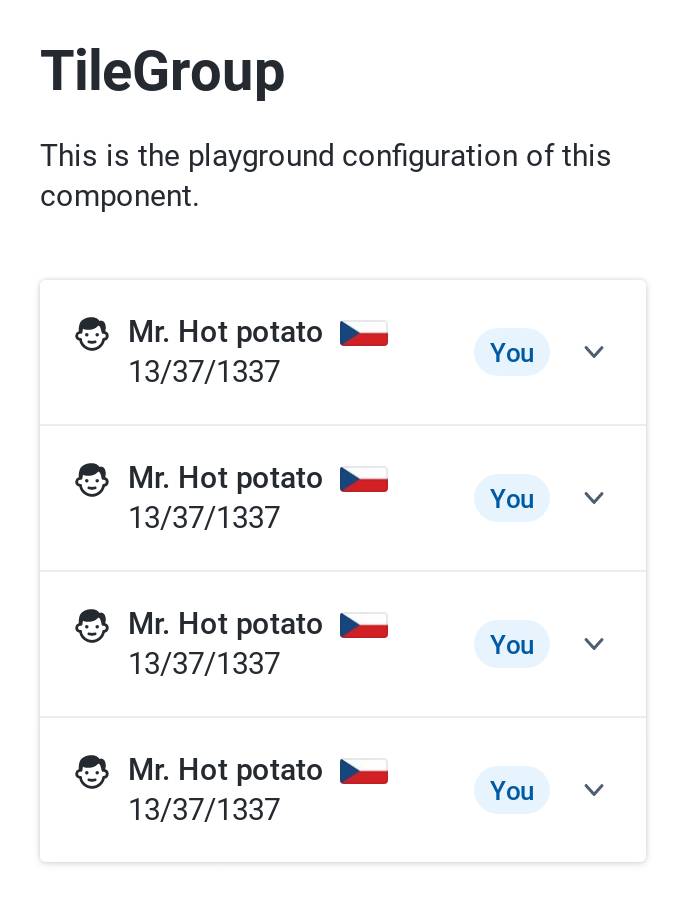 TileGroup
This is the playground configuration of this
component.
Mr. Hot potato
13/37/1337
You
Mr. Hot potato
13/37/1337
You
Mr. Hot potato
13/37/1337
You
Mr. Hot potato
13/37/1337
You